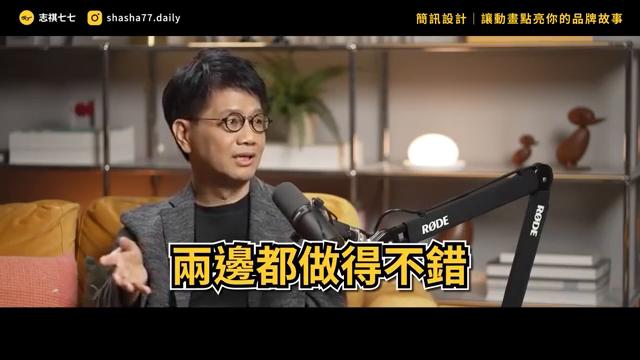 志祺七七
shasha77.daily
簡訊設計｜讓動畫點亮你的品牌故事
RØDE
RØDE
兩邊都做得不錯